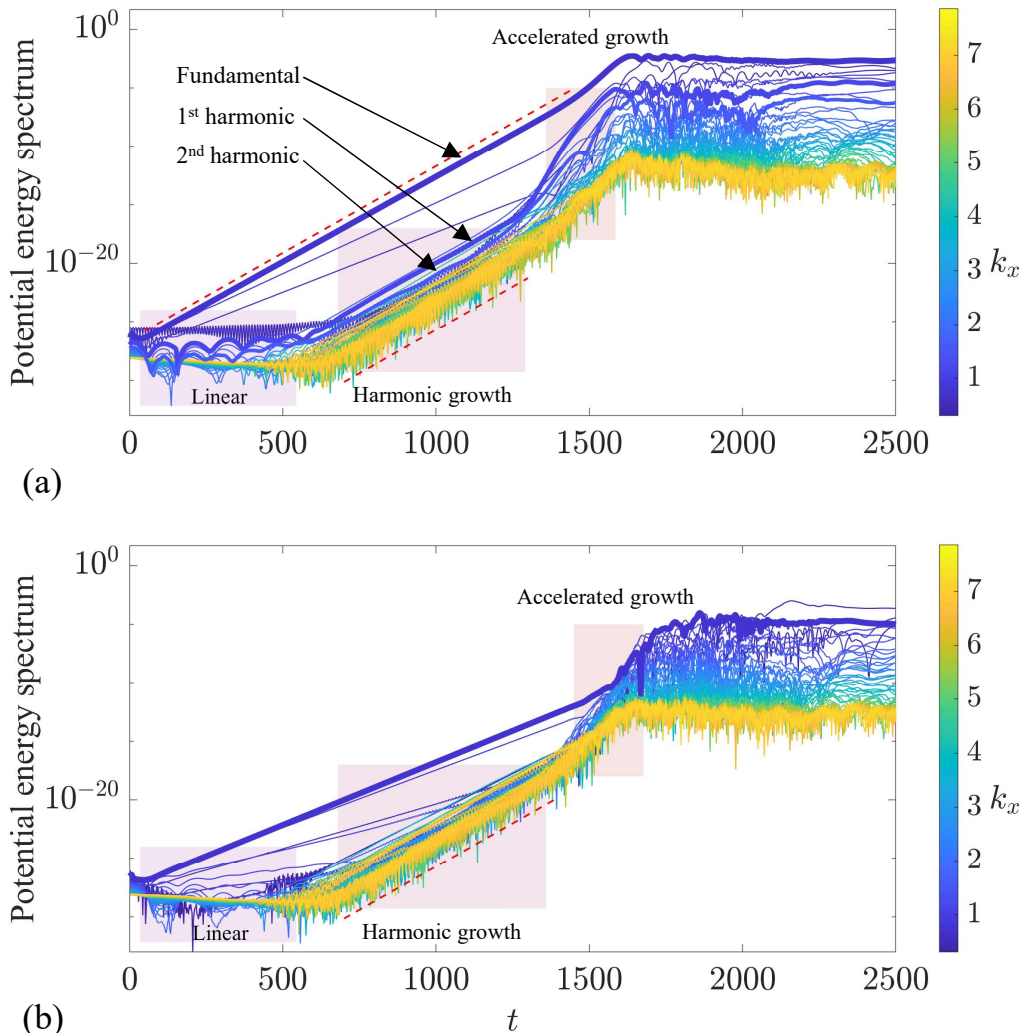 10^0
Accelerated growth
Fundamental
1st harmonic
2nd harmonic
10^-20
Potential energy spectrum
Linear
Harmonic growth
0 500 1000 1500 2000 2500
7
6
5
4
3 k_x
2
1
(a)
10^0
Accelerated growth
10^-20
Potential energy spectrum
Linear
Harmonic growth
0 500 1000 1500 2000 2500
7
6
5
4
3 k_x
2
1
(b)
t